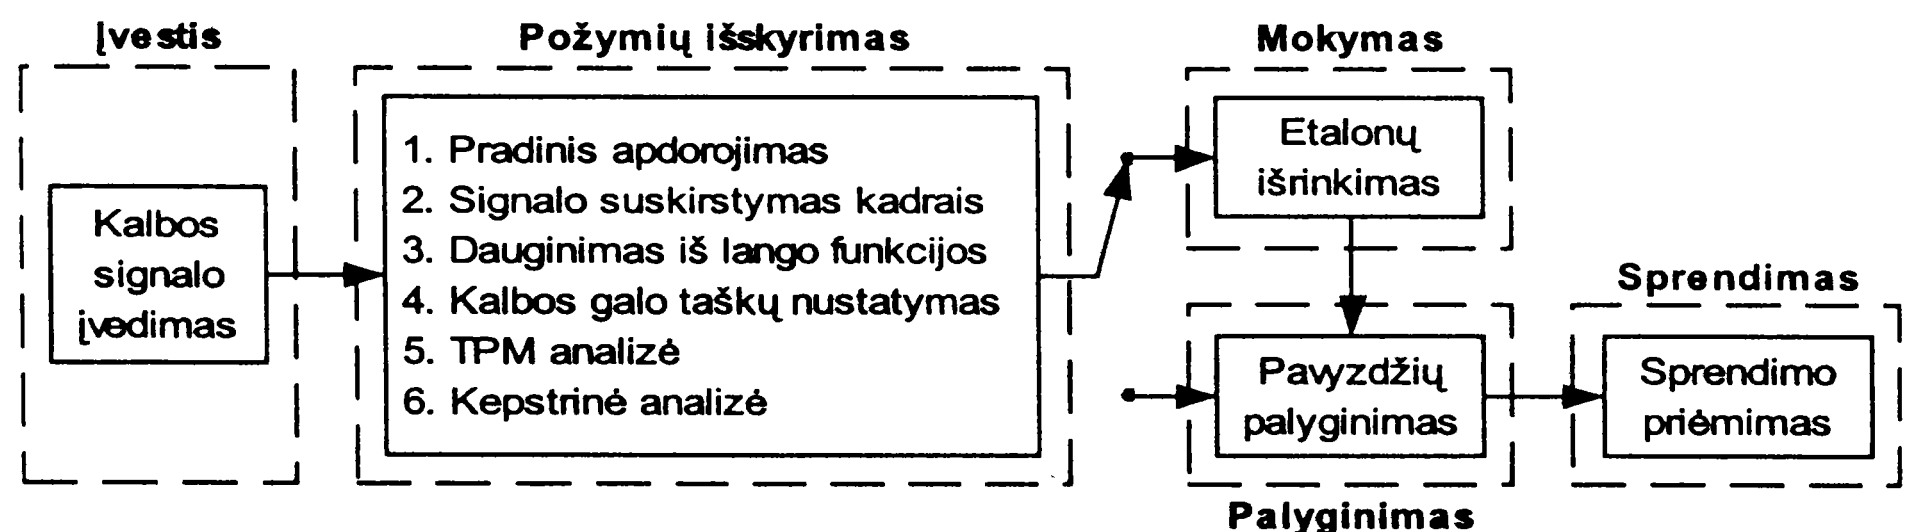 Įvestis
Kalbos
signalo
įvedimas
Požymių išskyrimas
1. Pradinis apdorojimas
2. Signalo suskirstymas kadrais
3. Dauginimas iš lango funkcijos
4. Kalbos galo taškų nustatymas
5. TPM analizė
6. Kepstrinė analizė
Mokymas
Etalonų
išrinkimas
Pavyzdžių
palyginimas
Palyginimas
Sprendimas
Sprendimo
priėmimas